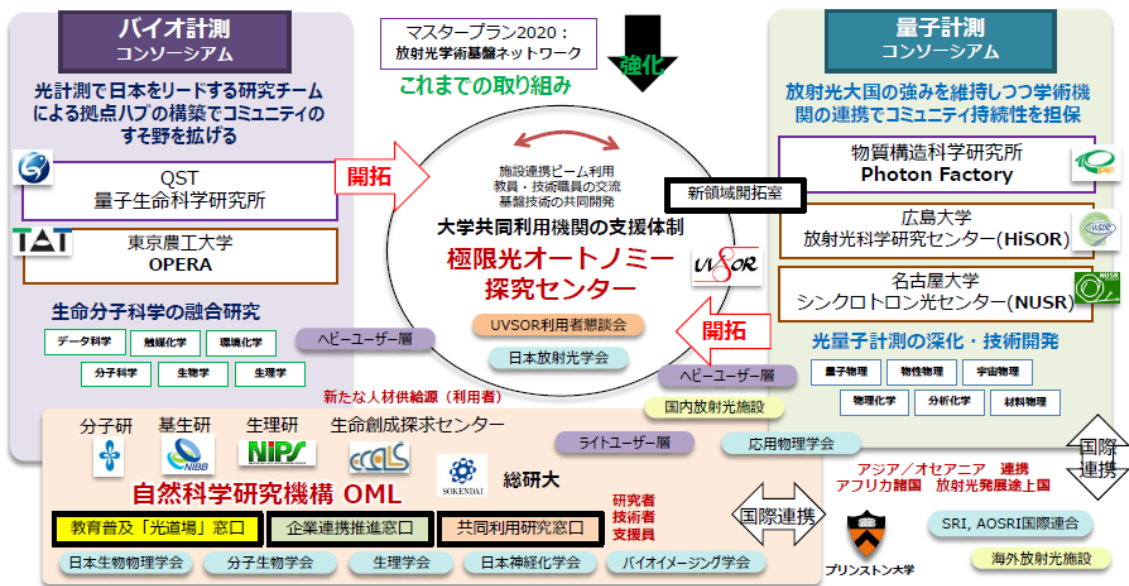 バイオ計測
コンソーシアム
光計測で日本をリードする研究チーム
による拠点ハブの構築でコミュニティの
すそ野を拡げる
QST
量子生命科学研究所
TAT
東京農工大学
OPERA
生命分子科学の融合研究
データ科学
触媒化学
環境化学
分子科学
生物学
生理学
マスタープラン2020：
放射光学術基盤ネットワーク
これまでの取り組み
強化
開拓
施設連携ビーム利用
教員・技術職員の交流
基盤技術の共同開発
新領域開拓室
大学共同利用機関の支援体制
極限光オートノミー
探究センター
UVSOR
UVSOR利用者懇談会
日本放射光学会
開拓
ヘビーユーザー層
ヘビーユーザー層
国内放射光施設
ライトユーザー層
応用物理学会
量子計測
コンソーシアム
放射光大国の強みを維持しつつ学術機
関の連携でコミュニティ持続性を担保
物質構造科学研究所
Photon Factory
PF
広島大学
放射光科学研究センター(HiSOR)
HiSOR
名古屋大学
シンクロトロン光センター(NUSR)
NUSR
光量子計測の深化・技術開発
量子物理
物性物理
宇宙物理
物理化学
分析化学
材料物理
新たな人材供給源（利用者）
分子研
基生研
生理研
生命創成探求センター
NIBB
NIPS
SOKENDAI
総研大
自然科学研究機構 OML
研究者
技術者
支援員
教育普及「光道場」窓口
企業連携推進窓口
共同利用研究窓口
日本生物物理学会
分子生物学会
生理学会
日本神経化学会
バイオイメージング学会
国際連携
国際
連携
アジア／オセアニア　連携
アフリカ諸国　放射光発展途上国
プリンストン大学
SRI, AOSRI国際連合
海外放射光施設